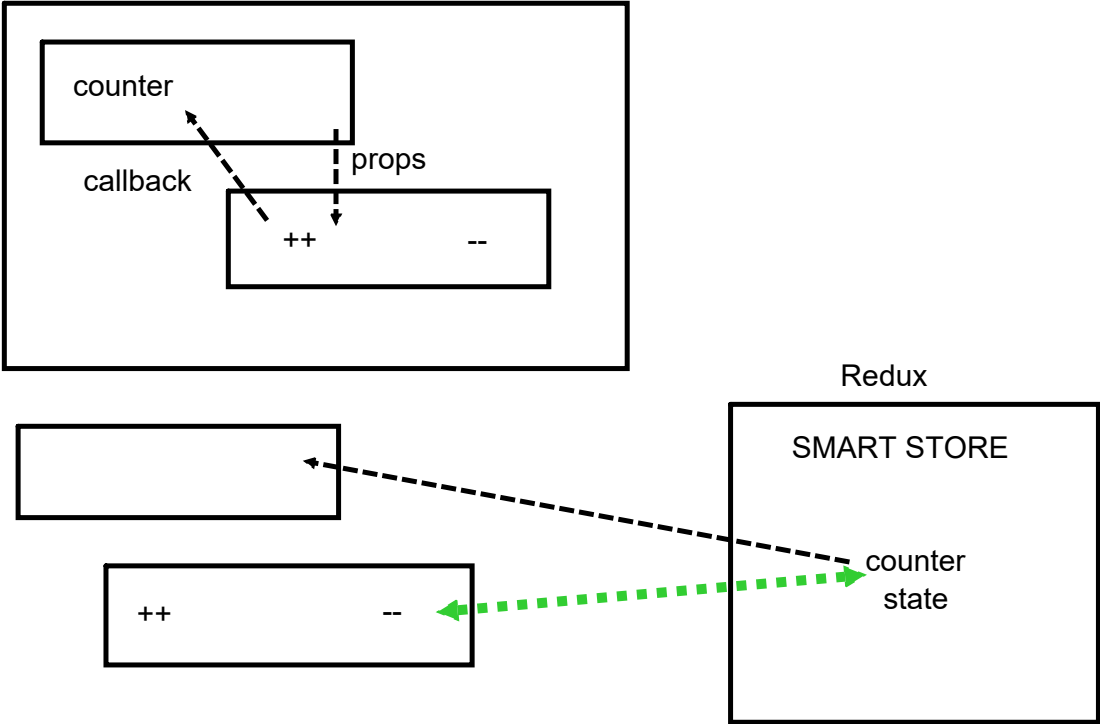 counter
props
callback
++ --
Redux
SMART STORE
counter
state
++ --